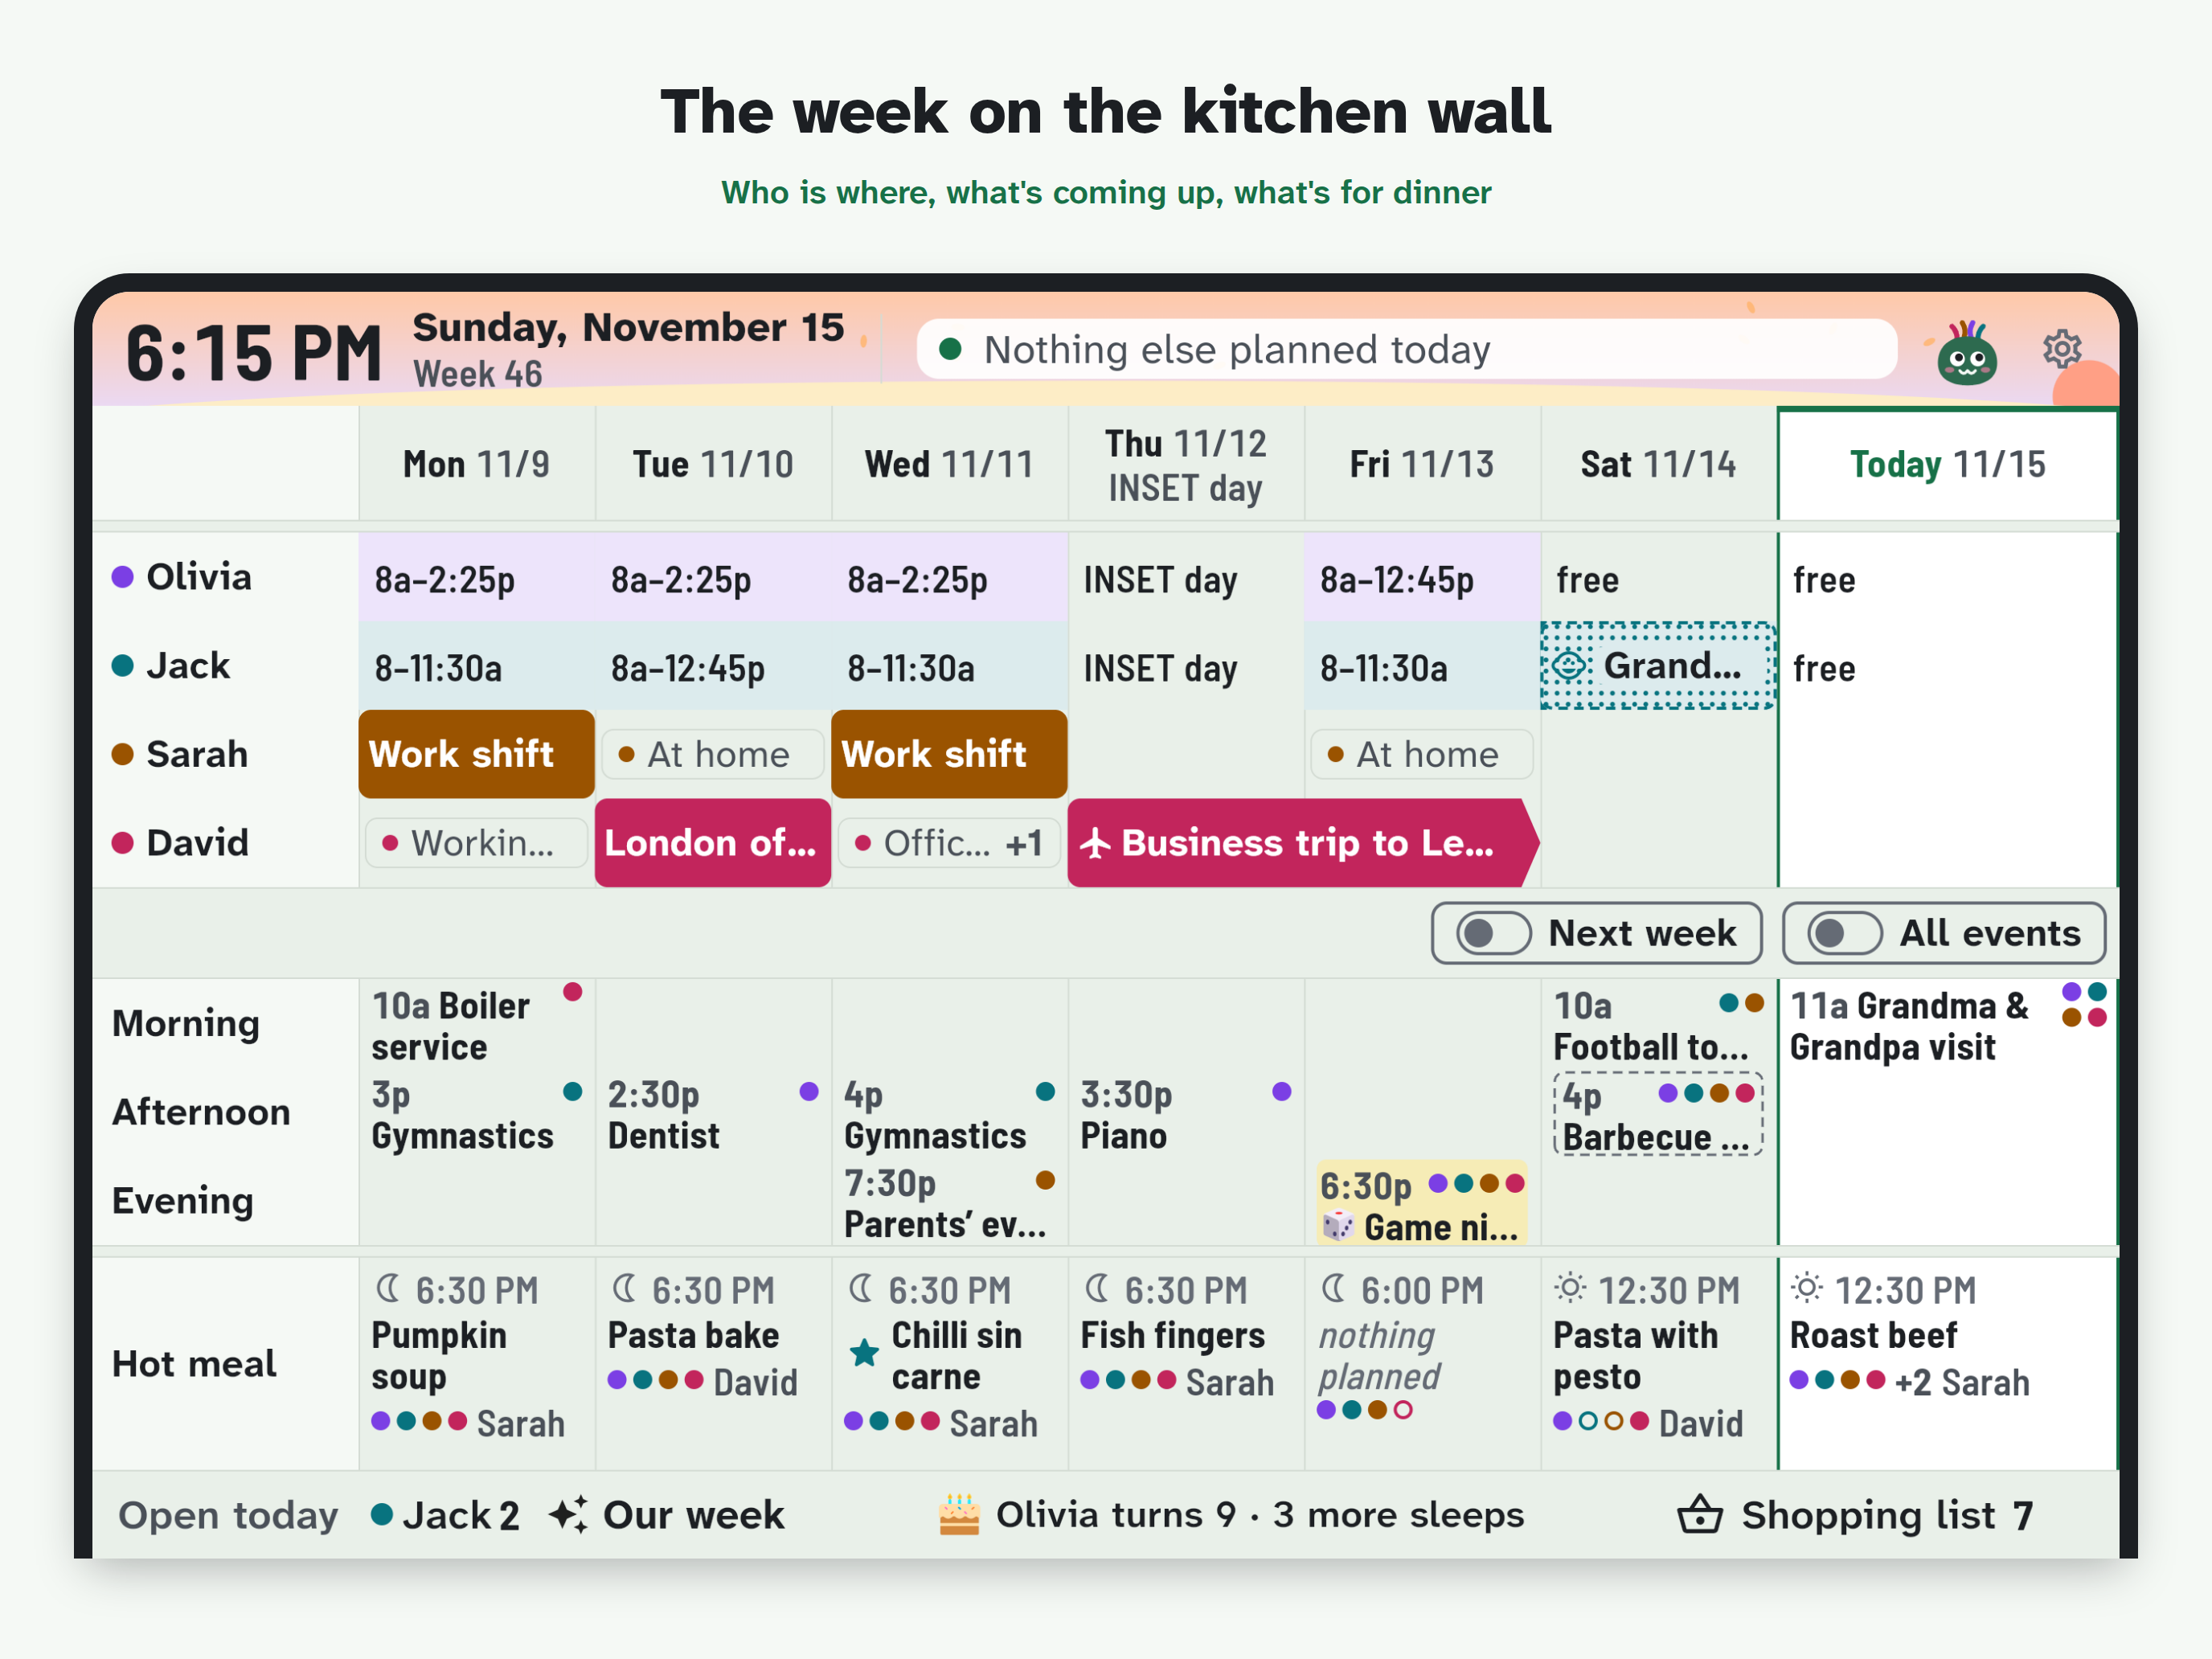 The week on the kitchen wall
Who is where, what's coming up, what's for dinner
6:15 PM
Sunday, November 15
Week 46
Nothing else planned today
Mon 11/9
Tue 11/10
Wed 11/11
Thu 11/12
INSET day
Fri 11/13
Sat 11/14
Today 11/15
Olivia
8a–2:25p
8a–2:25p
8a–2:25p
INSET day
8a–12:45p
free
free
Jack
8–11:30a
8a–12:45p
8–11:30a
INSET day
8–11:30a
Grand...
free
Sarah
Work shift
At home
Work shift
At home
David
Workin...
London of...
Offic... +1
Business trip to Le...
Next week
All events
Morning
10a Boiler
service
10a
Football to...
11a Grandma &
Grandpa visit
Afternoon
3p
Gymnastics
2:30p
Dentist
4p
Gymnastics
3:30p
Piano
4p
Barbecue ...
Evening
7:30p
Parents’ ev...
6:30p
Game ni...
Hot meal
6:30 PM
Pumpkin
soup
Sarah
6:30 PM
Pasta bake
David
6:30 PM
Chilli sin
carne
Sarah
6:30 PM
Fish fingers
Sarah
6:00 PM
nothing
planned
12:30 PM
Pasta with
pesto
David
12:30 PM
Roast beef
+2 Sarah
Open today
Jack 2
Our week
Olivia turns 9 · 3 more sleeps
Shopping list 7